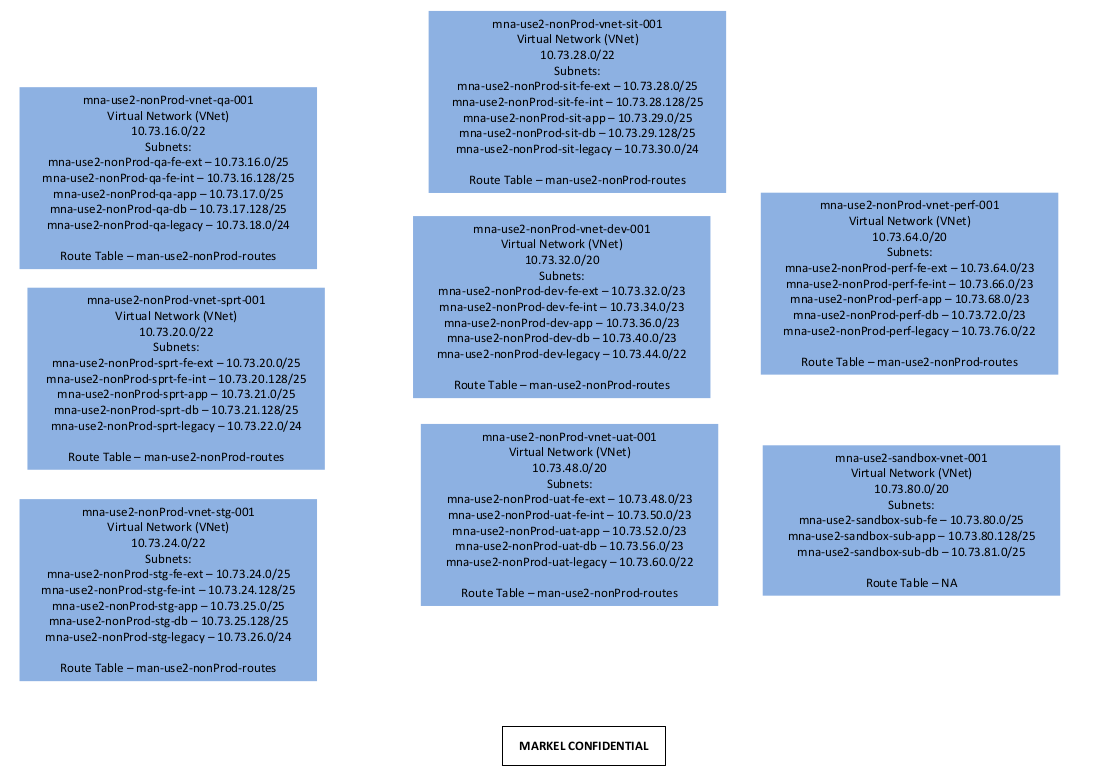 mna-use2-nonProd-vnet-sit-001
Virtual Network (VNet)
10.73.28.0/22
Subnets:
mna-use2-nonProd-sit-fe-ext – 10.73.28.0/25
mna-use2-nonProd-sit-fe-int – 10.73.28.128/25
mna-use2-nonProd-sit-app – 10.73.29.0/25
mna-use2-nonProd-sit-db – 10.73.29.128/25
mna-use2-nonProd-sit-legacy – 10.73.30.0/24
Route Table – man-use2-nonProd-routes
mna-use2-nonProd-vnet-qa-001
Virtual Network (VNet)
10.73.16.0/22
Subnets:
mna-use2-nonProd-qa-fe-ext – 10.73.16.0/25
mna-use2-nonProd-qa-fe-int – 10.73.16.128/25
mna-use2-nonProd-qa-app – 10.73.17.0/25
mna-use2-nonProd-qa-db – 10.73.17.128/25
mna-use2-nonProd-qa-legacy – 10.73.18.0/24
Route Table – man-use2-nonProd-routes
mna-use2-nonProd-vnet-perf-001
Virtual Network (VNet)
10.73.64.0/20
Subnets:
mna-use2-nonProd-perf-fe-ext – 10.73.64.0/23
mna-use2-nonProd-perf-fe-int – 10.73.66.0/23
mna-use2-nonProd-perf-app – 10.73.68.0/23
mna-use2-nonProd-perf-db – 10.73.72.0/23
mna-use2-nonProd-perf-legacy – 10.73.76.0/22
Route Table – man-use2-nonProd-routes
mna-use2-nonProd-vnet-dev-001
Virtual Network (VNet)
10.73.32.0/20
Subnets:
mna-use2-nonProd-dev-fe-ext – 10.73.32.0/23
mna-use2-nonProd-dev-fe-int – 10.73.34.0/23
mna-use2-nonProd-dev-app – 10.73.36.0/23
mna-use2-nonProd-dev-db – 10.73.40.0/23
mna-use2-nonProd-dev-legacy – 10.73.44.0/22
Route Table – man-use2-nonProd-routes
mna-use2-nonProd-vnet-sprt-001
Virtual Network (VNet)
10.73.20.0/22
Subnets:
mna-use2-nonProd-sprt-fe-ext – 10.73.20.0/25
mna-use2-nonProd-sprt-fe-int – 10.73.20.128/25
mna-use2-nonProd-sprt-app – 10.73.21.0/25
mna-use2-nonProd-sprt-db – 10.73.21.128/25
mna-use2-nonProd-sprt-legacy – 10.73.22.0/24
Route Table – man-use2-nonProd-routes
mna-use2-nonProd-vnet-uat-001
Virtual Network (VNet)
10.73.48.0/20
Subnets:
mna-use2-nonProd-uat-fe-ext – 10.73.48.0/23
mna-use2-nonProd-uat-fe-int – 10.73.50.0/23
mna-use2-nonProd-uat-app – 10.73.52.0/23
mna-use2-nonProd-uat-db – 10.73.56.0/23
mna-use2-nonProd-uat-legacy – 10.73.60.0/22
Route Table – man-use2-nonProd-routes
mna-use2-sandbox-vnet-001
Virtual Network (VNet)
10.73.80.0/20
Subnets:
mna-use2-sandbox-sub-fe – 10.73.80.0/25
mna-use2-sandbox-sub-app – 10.73.80.128/25
mna-use2-sandbox-sub-db – 10.73.81.0/25
Route Table – NA
mna-use2-nonProd-vnet-stg-001
Virtual Network (VNet)
10.73.24.0/22
Subnets:
mna-use2-nonProd-stg-fe-ext – 10.73.24.0/25
mna-use2-nonProd-stg-fe-int – 10.73.24.128/25
mna-use2-nonProd-stg-app – 10.73.25.0/25
mna-use2-nonProd-stg-db – 10.73.25.128/25
mna-use2-nonProd-stg-legacy – 10.73.26.0/24
Route Table – man-use2-nonProd-routes
MARKEL CONFIDENTIAL